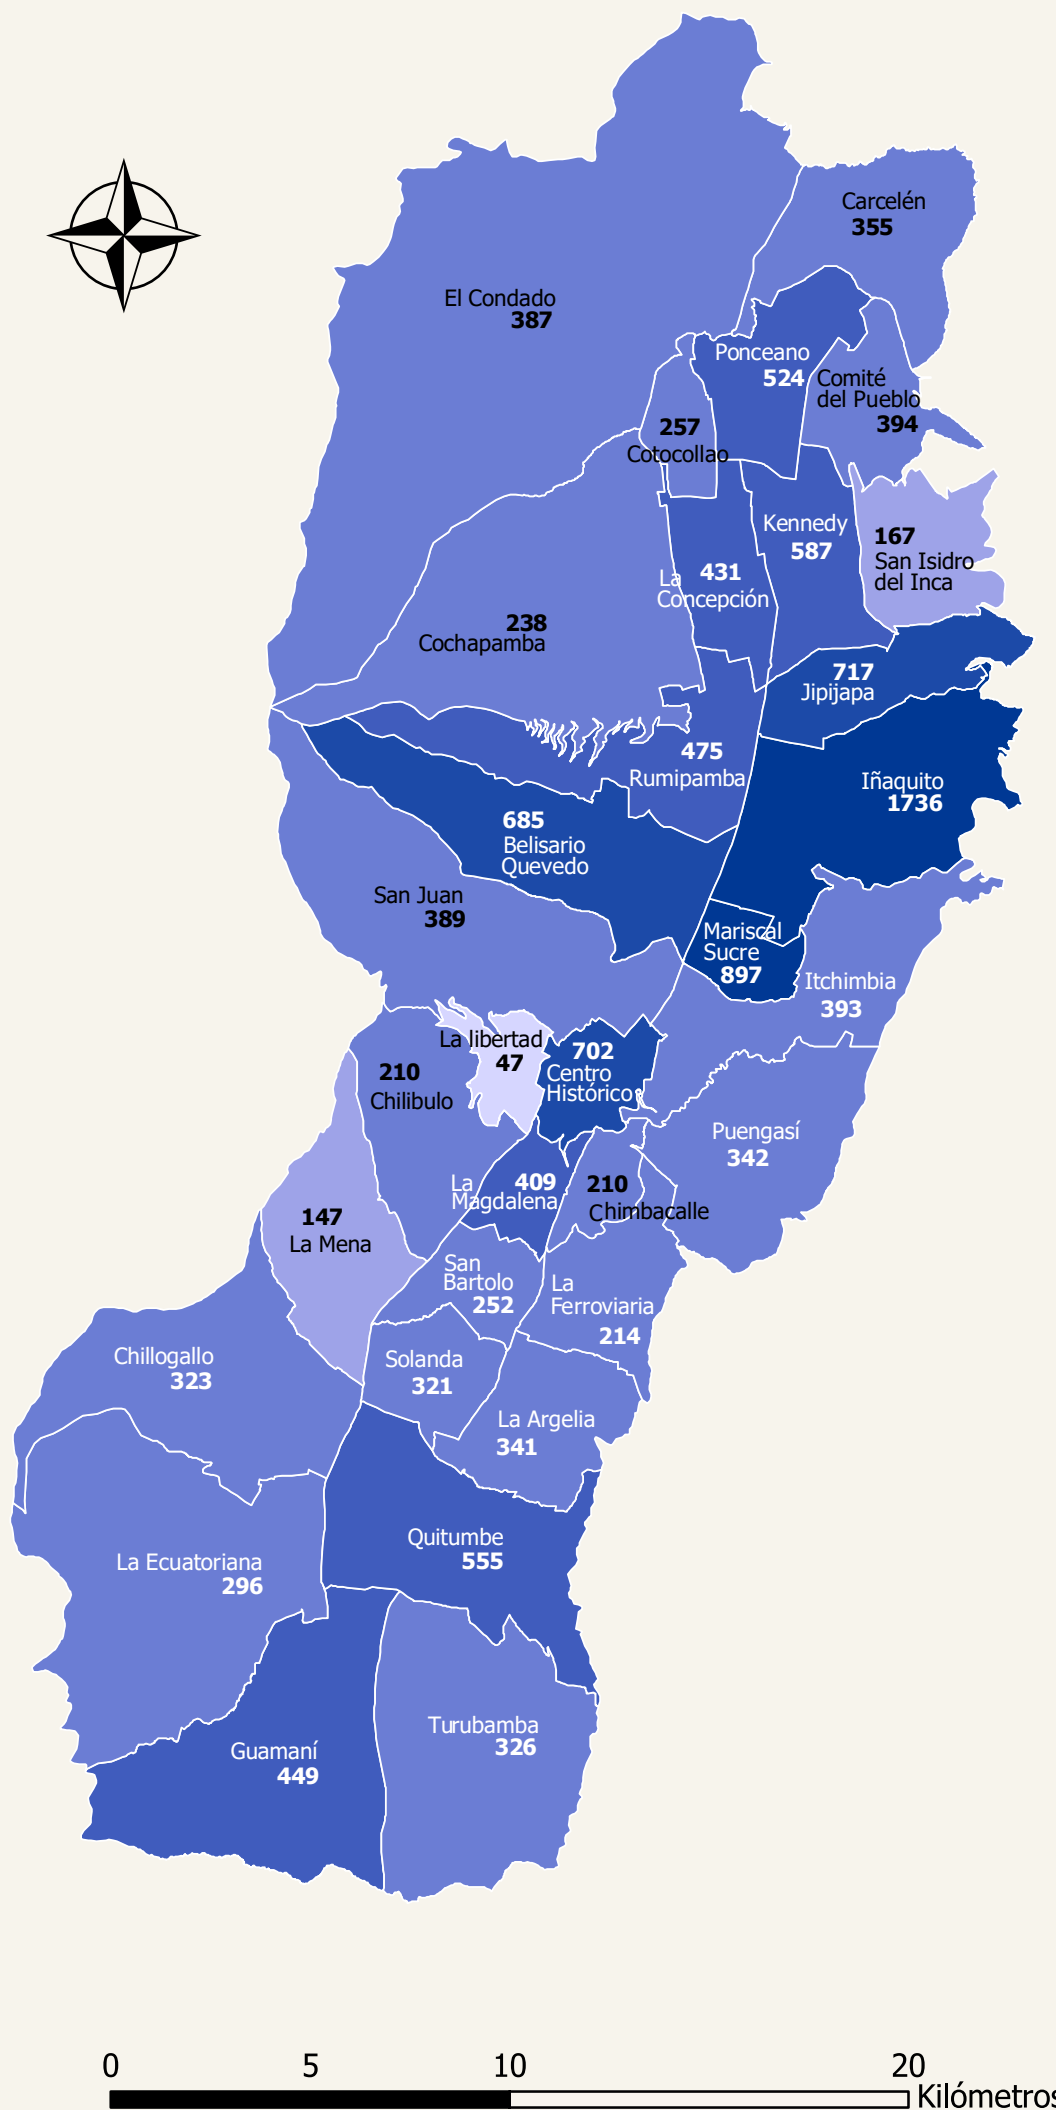 Carcelén
355
El Condado
387
Ponceano
524
Comité
del Pueblo
394
257
Cotocollao
Kennedy
587
167
San Isidro
del Inca
431
La
Concepción
238
Cochapamba
717
Jipijapa
475
Rumipamba
Iñaquito
1736
685
Belisario
Quevedo
San Juan
389
Mariscal
Sucre
897
Itchimbia
393
La libertad
47
702
Centro
Histórico
210
Chilibulo
Puengasí
342
La
Magdalena
409
210
Chimbacalle
147
La Mena
San
Bartolo
252
La
Ferroviaria
214
Chillogallo
323
Solanda
321
La Argelia
341
Quitumbe
555
La Ecuatoriana
296
Turubamba
326
Guamaní
449
0 5 10 20
Kilómetros